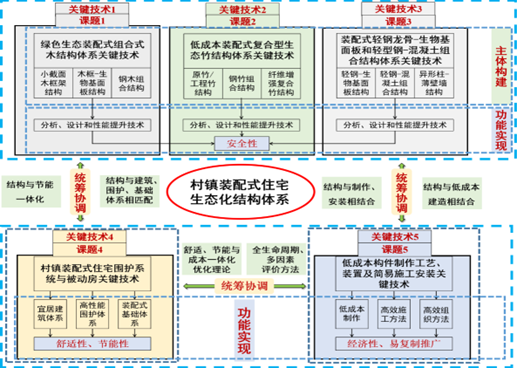 关键技术1
课题1
绿色生态装配式组合式
木结构体系关键技术
小截面
木框架
结构
木框-生
物基面
板结构
钢木组
合结构
分析、设计和性能提升技术
关键技术2
课题2
低成本装配式复合型生
态竹结构体系关键技术
原竹/
工程竹
结构
钢竹组
合结构
纤维增
强复合
竹结构
分析、设计和性能提升技术
安全性
关键技术3
课题3
装配式轻钢龙骨-生物基
面板和轻型钢-混凝土组
合结构体系关键技术
轻钢-生
物基面
板结构
轻钢-混
凝土组
合结构
异形柱-
薄壁墙
结构
分析、设计和性能提升技术
主体构建
功能实现
结构与节能
一体化
统筹协调
结构与建筑、
围护、基础
体系相匹配
村镇装配式住宅
生态化结构体系
结构与制作、
安装相结合
统筹协调
结构与低成本
建造相结合
关键技术4
课题4
村镇装配式住宅围护系
统与被动房关键技术
宜居建
筑体系
高性能
围护体
系
装配式
基础体
系
舒适性、节能性
舒适、节能与
成本一体化
优化理论
全生命周期、
多因素
评价方法
统筹协调
功能实现
关键技术5
课题5
低成本构件制作工艺、
装置及简易施工安装关
键技术
低成本
制作
高效施
工方法
高效组
织方法
经济性、易复制推广